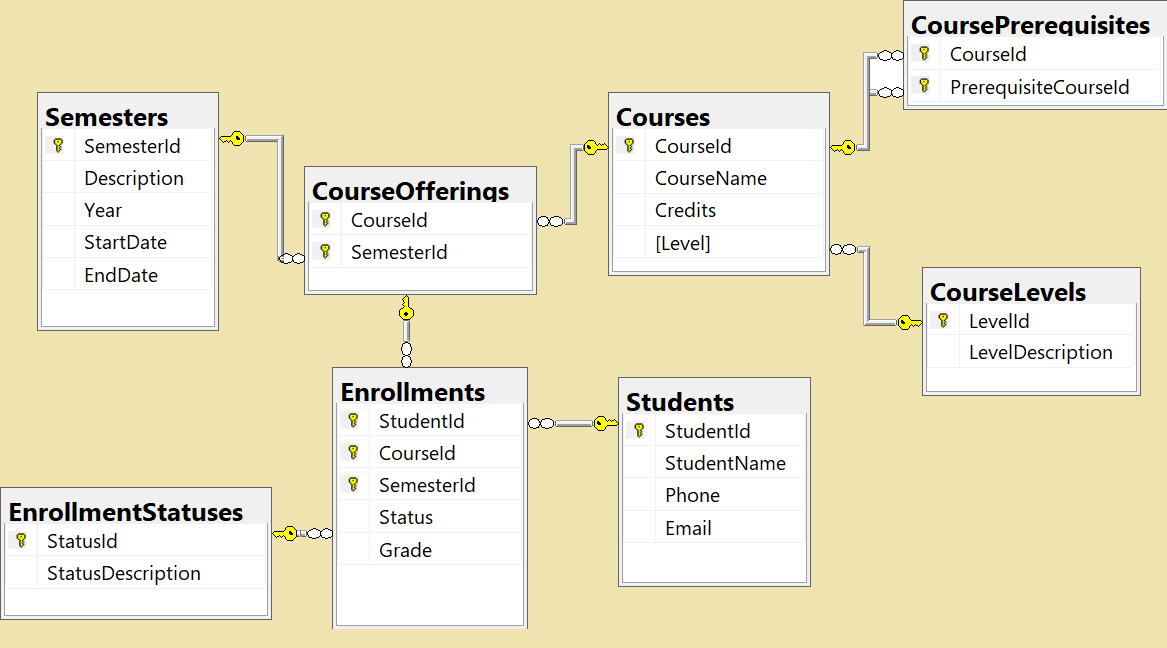 CoursePrerequisites
CourseId
PrerequisiteCourseId
Semesters
SemesterId
Description
Year
StartDate
EndDate
Courses
CourseId
CourseName
Credits
[Level]
CourseOfferings
CourseId
SemesterId
CourseLevels
LevelId
LevelDescription
Enrollments
StudentId
CourseId
SemesterId
Status
Grade
Students
StudentId
StudentName
Phone
Email
EnrollmentStatuses
StatusId
StatusDescription